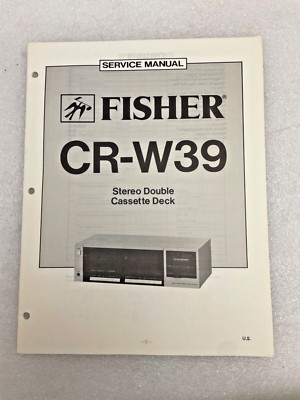 SERVICE MANUAL
FISHER®
CR-W39
Stereo Double
Cassette Deck
U.S.